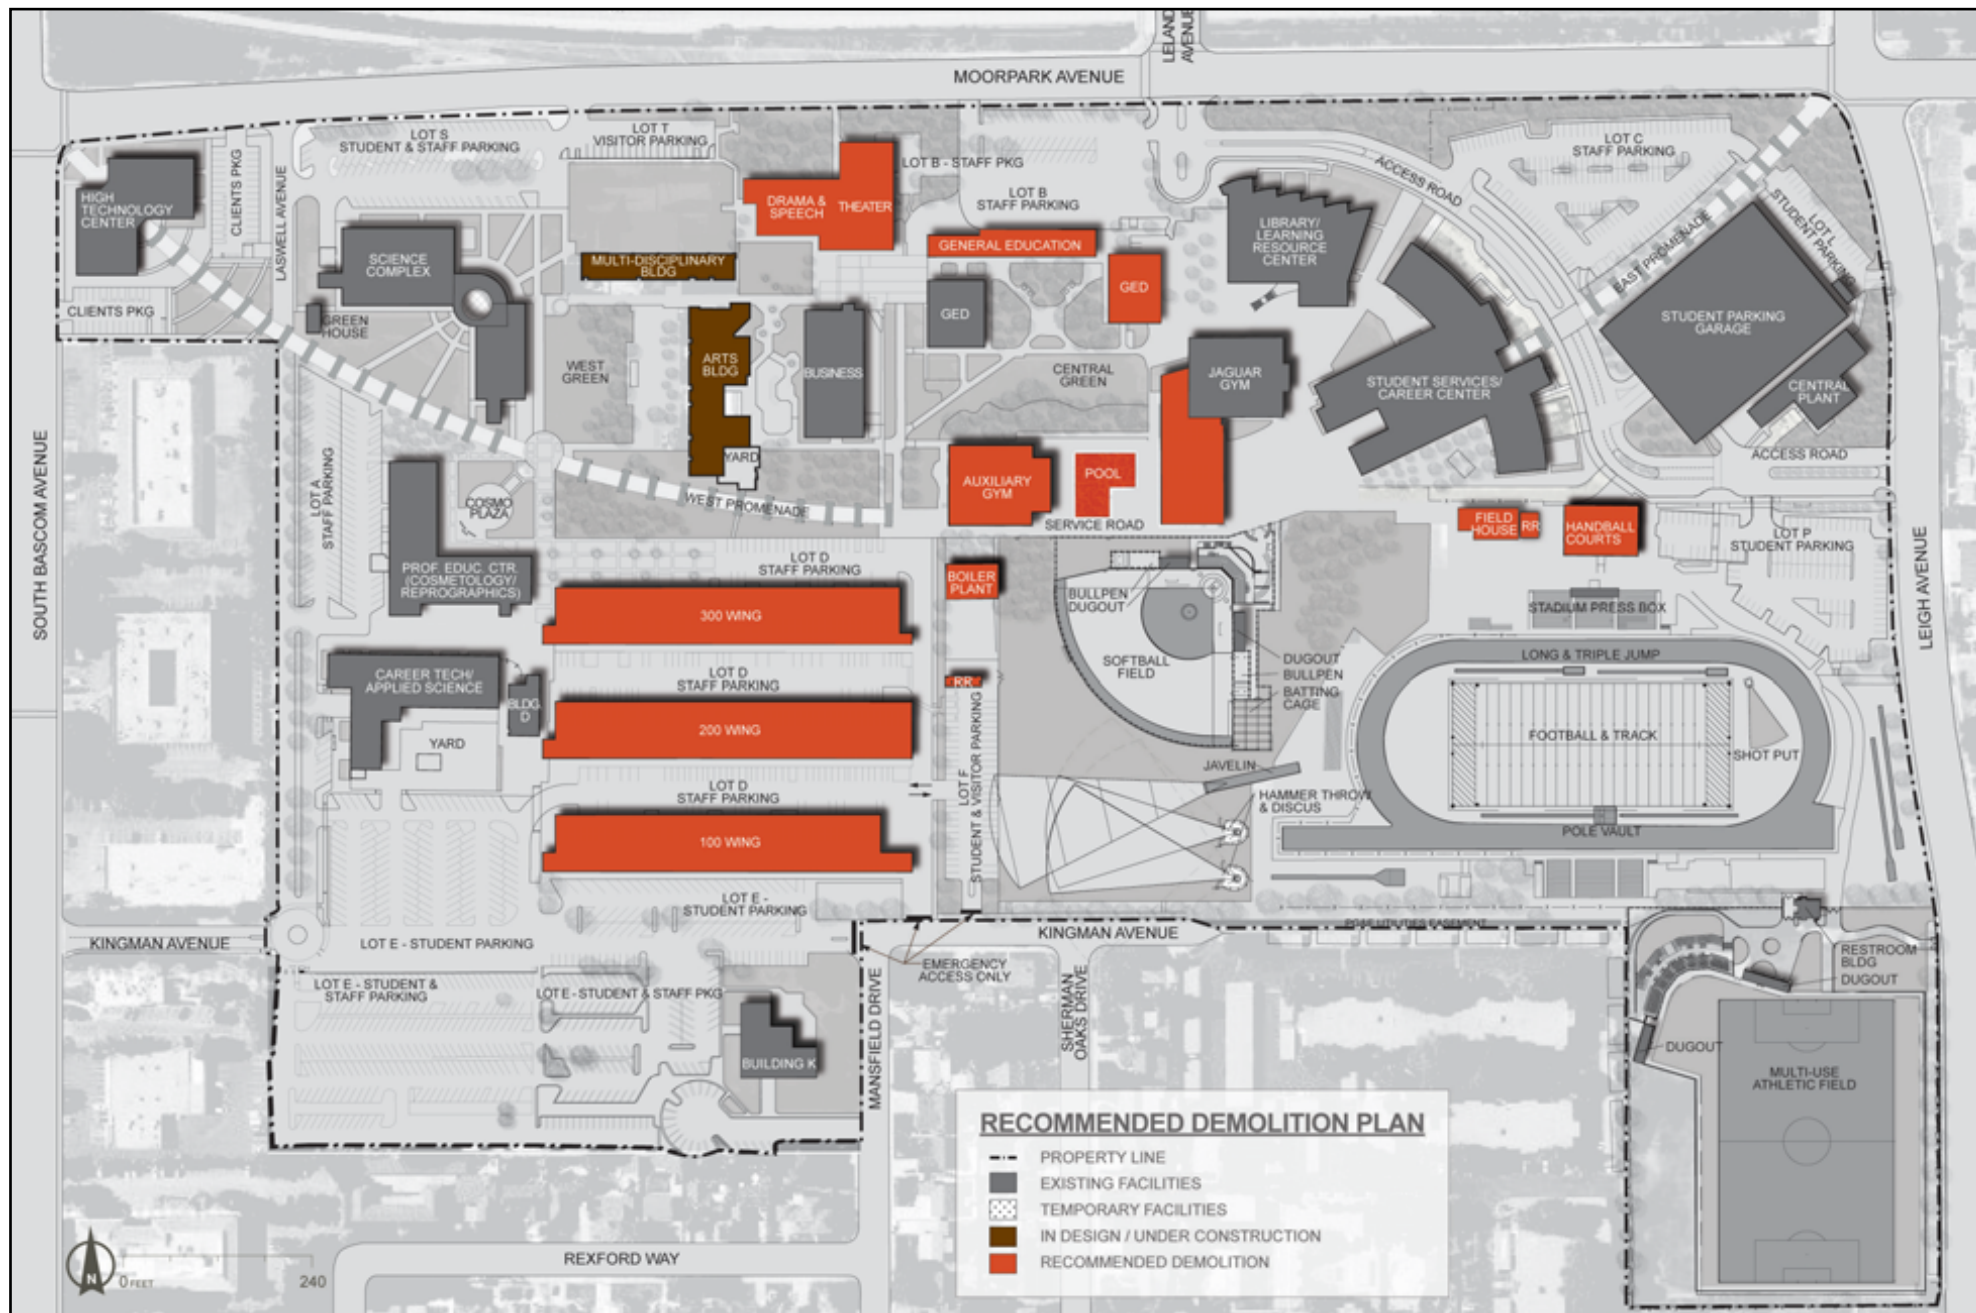 MOORPARK AVENUE
LELAND
AVENUE
LOT S
STUDENT & STAFF PARKING
LOT T
VISITOR PARKING
LOT B - STAFF PKG
LOT B
STAFF PARKING
ACCESS ROAD
LOT C
STAFF PARKING
LOT L
STUDENT PARKING
EAST PROMENADE
HIGH
TECHNOLOGY
CENTER
CLIENTS PKG
LASWELL AVENUE
CLIENTS PKG
SCIENCE
COMPLEX
GREEN
HOUSE
MULTI-DISCIPLINARY
BLDG
DRAMA &
SPEECH
THEATER
GENERAL EDUCATION
GED
GED
LIBRARY/
LEARNING
RESOURCE
CENTER
STUDENT PARKING
GARAGE
CENTRAL
PLANT
ACCESS ROAD
WEST
GREEN
ARTS
BLDG
BUSINESS
YARD
CENTRAL
GREEN
JAGUAR
GYM
STUDENT SERVICES/
CAREER CENTER
SOUTH BASCOM AVENUE
LOT A
STAFF PARKING
COSMO
PLAZA
WEST PROMENADE
AUXILIARY
GYM
POOL
SERVICE ROAD
FIELD
HOUSE
RR
HANDBALL
COURTS
LOT P
STUDENT PARKING
LEIGH AVENUE
PROF. EDUC. CTR.
(COSMETOLOGY/
REPROGRAPHICS)
LOT D
STAFF PARKING
300 WING
BOILER
PLANT
BULLPEN
DUGOUT
STADIUM PRESS BOX
CAREER TECH/
APPLIED SCIENCE
BLDG
D
YARD
LOT D
STAFF PARKING
200 WING
RR
SOFTBALL
FIELD
DUGOUT
BULLPEN
BATTING
CAGE
LONG & TRIPLE JUMP
FOOTBALL & TRACK
SHOT PUT
LOT D
STAFF PARKING
100 WING
LOT F
STUDENT & VISITOR PARKING
JAVELIN
HAMMER THROW
& DISCUS
POLE VAULT
LOT E -
STUDENT PARKING
KINGMAN AVENUE
LOT E - STUDENT PARKING
KINGMAN AVENUE
PG&E UTILITIES EASEMENT
EMERGENCY
ACCESS ONLY
LOT E - STUDENT &
STAFF PARKING
LOT E - STUDENT & STAFF PKG
BUILDING K
MANSFIELD DRIVE
SHERMAN
OAKS DRIVE
RESTROOM
BLDG
DUGOUT
DUGOUT
MULTI-USE
ATHLETIC FIELD
RECOMMENDED DEMOLITION PLAN
PROPERTY LINE
EXISTING FACILITIES
TEMPORARY FACILITIES
IN DESIGN / UNDER CONSTRUCTION
RECOMMENDED DEMOLITION
N
0 FEET
240
REXFORD WAY